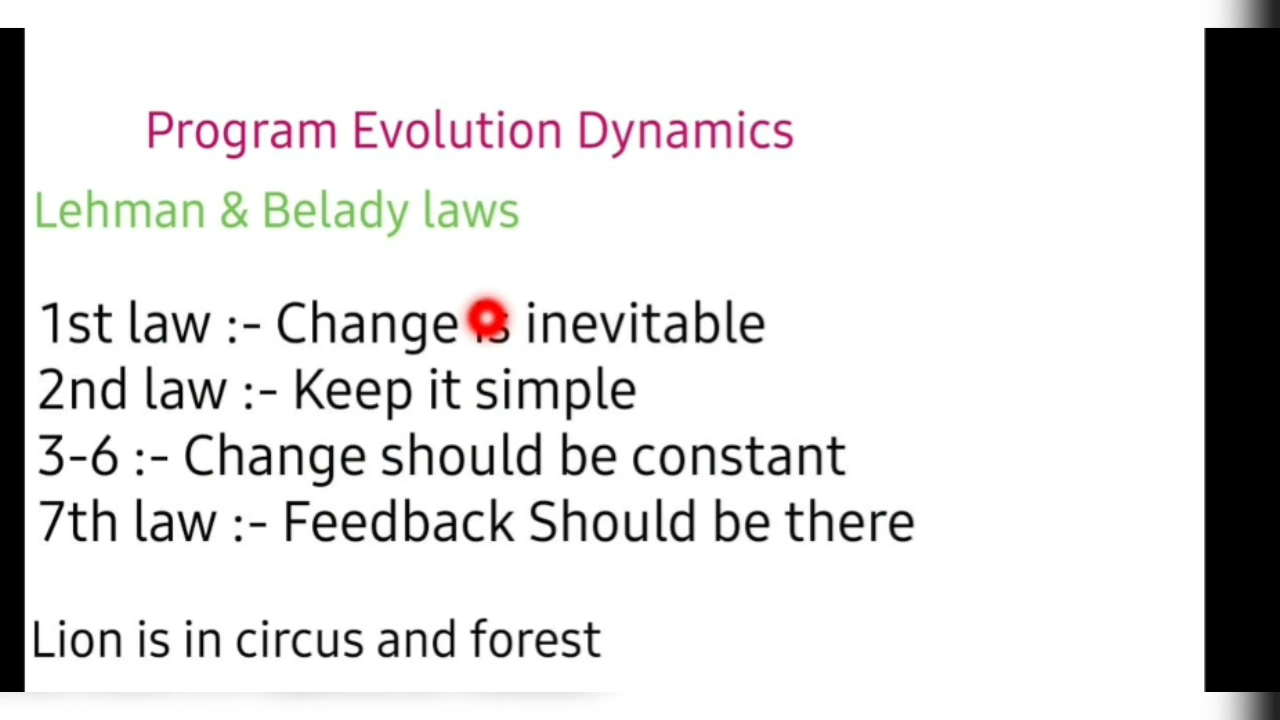 Program Evolution Dynamics
Lehman & Belady laws
1st law :- Change is inevitable
2nd law :- Keep it simple
3-6 :- Change should be constant
7th law :- Feedback Should be there
Lion is in circus and forest